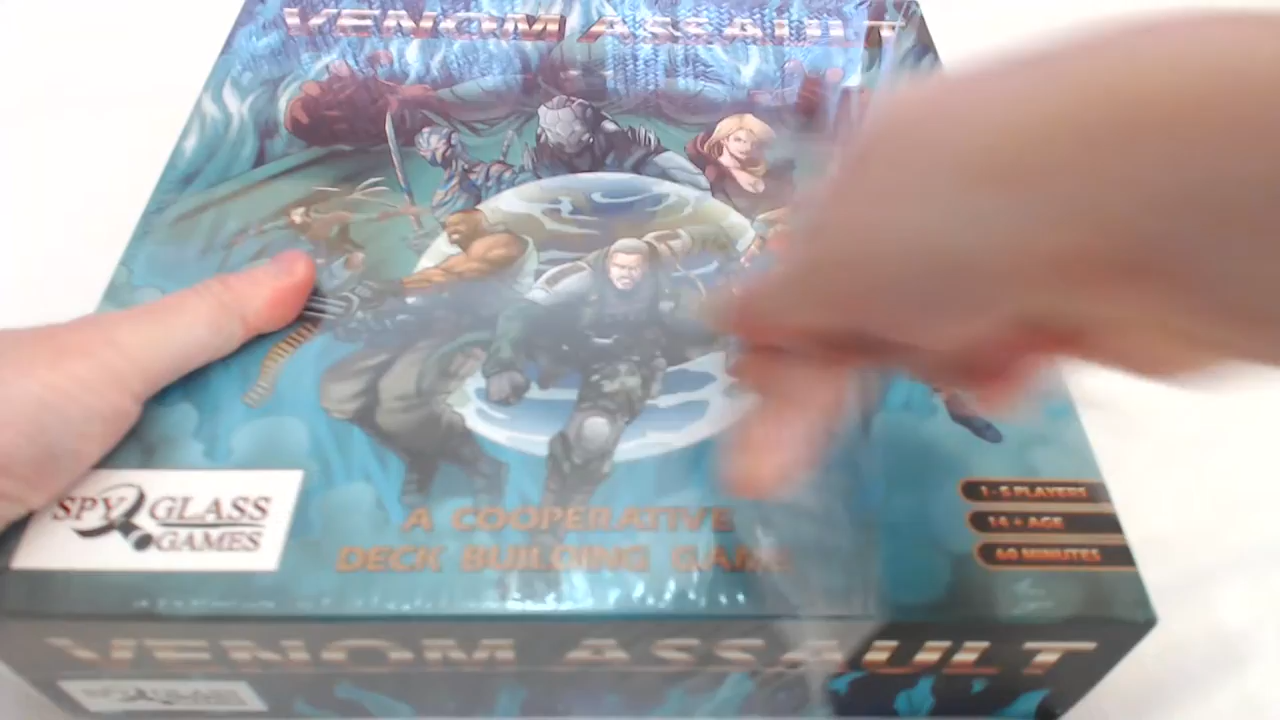 VENOM ASSAULT
SPY GLASS
GAMES
A COOPERATIVE
DECK BUILDING GAME
1-5 PLAYERS
14 + AGE
60 MINUTES
VENOM ASSAULT